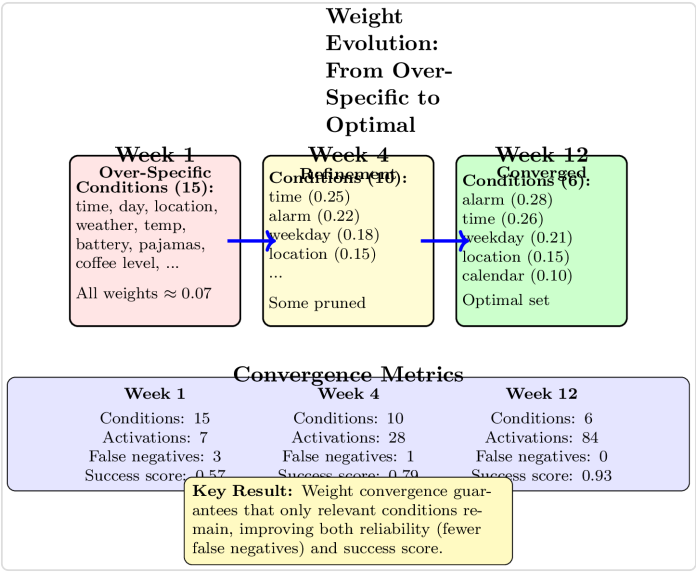 Weight
Evolution:
From Over-
Specific to
Optimal
Week 1
Over-Specific
Conditions (15):
time, day, location,
weather, temp,
battery, pajamas,
coffee level, ...
All weights ≈ 0.07
Week 4
Refinement
Conditions (10):
time (0.25)
alarm (0.22)
weekday (0.18)
location (0.15)
...
Some pruned
Week 12
Converged
Conditions (6):
alarm (0.28)
time (0.26)
weekday (0.21)
location (0.15)
calendar (0.10)
Optimal set
Convergence Metrics
Week 1
Conditions: 15
Activations: 7
False negatives: 3
Success score: 0.57
Week 4
Conditions: 10
Activations: 28
False negatives: 1
Success score: 0.79
Week 12
Conditions: 6
Activations: 84
False negatives: 0
Success score: 0.93
Key Result: Weight convergence guar-
antees that only relevant conditions re-
main, improving both reliability (fewer
false negatives) and success score.